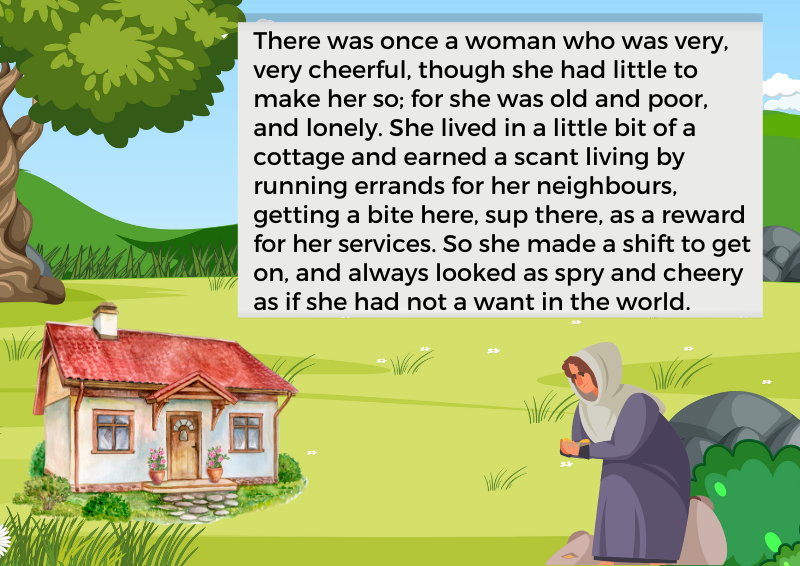 There was once a woman who was very,
very cheerful, though she had little to
make her so; for she was old and poor,
and lonely. She lived in a little bit of a
cottage and earned a scant living by
running errands for her neighbours,
getting a bite here, sup there, as a reward
for her services. So she made a shift to get
on, and always looked as spry and cheery
as if she had not a want in the world.